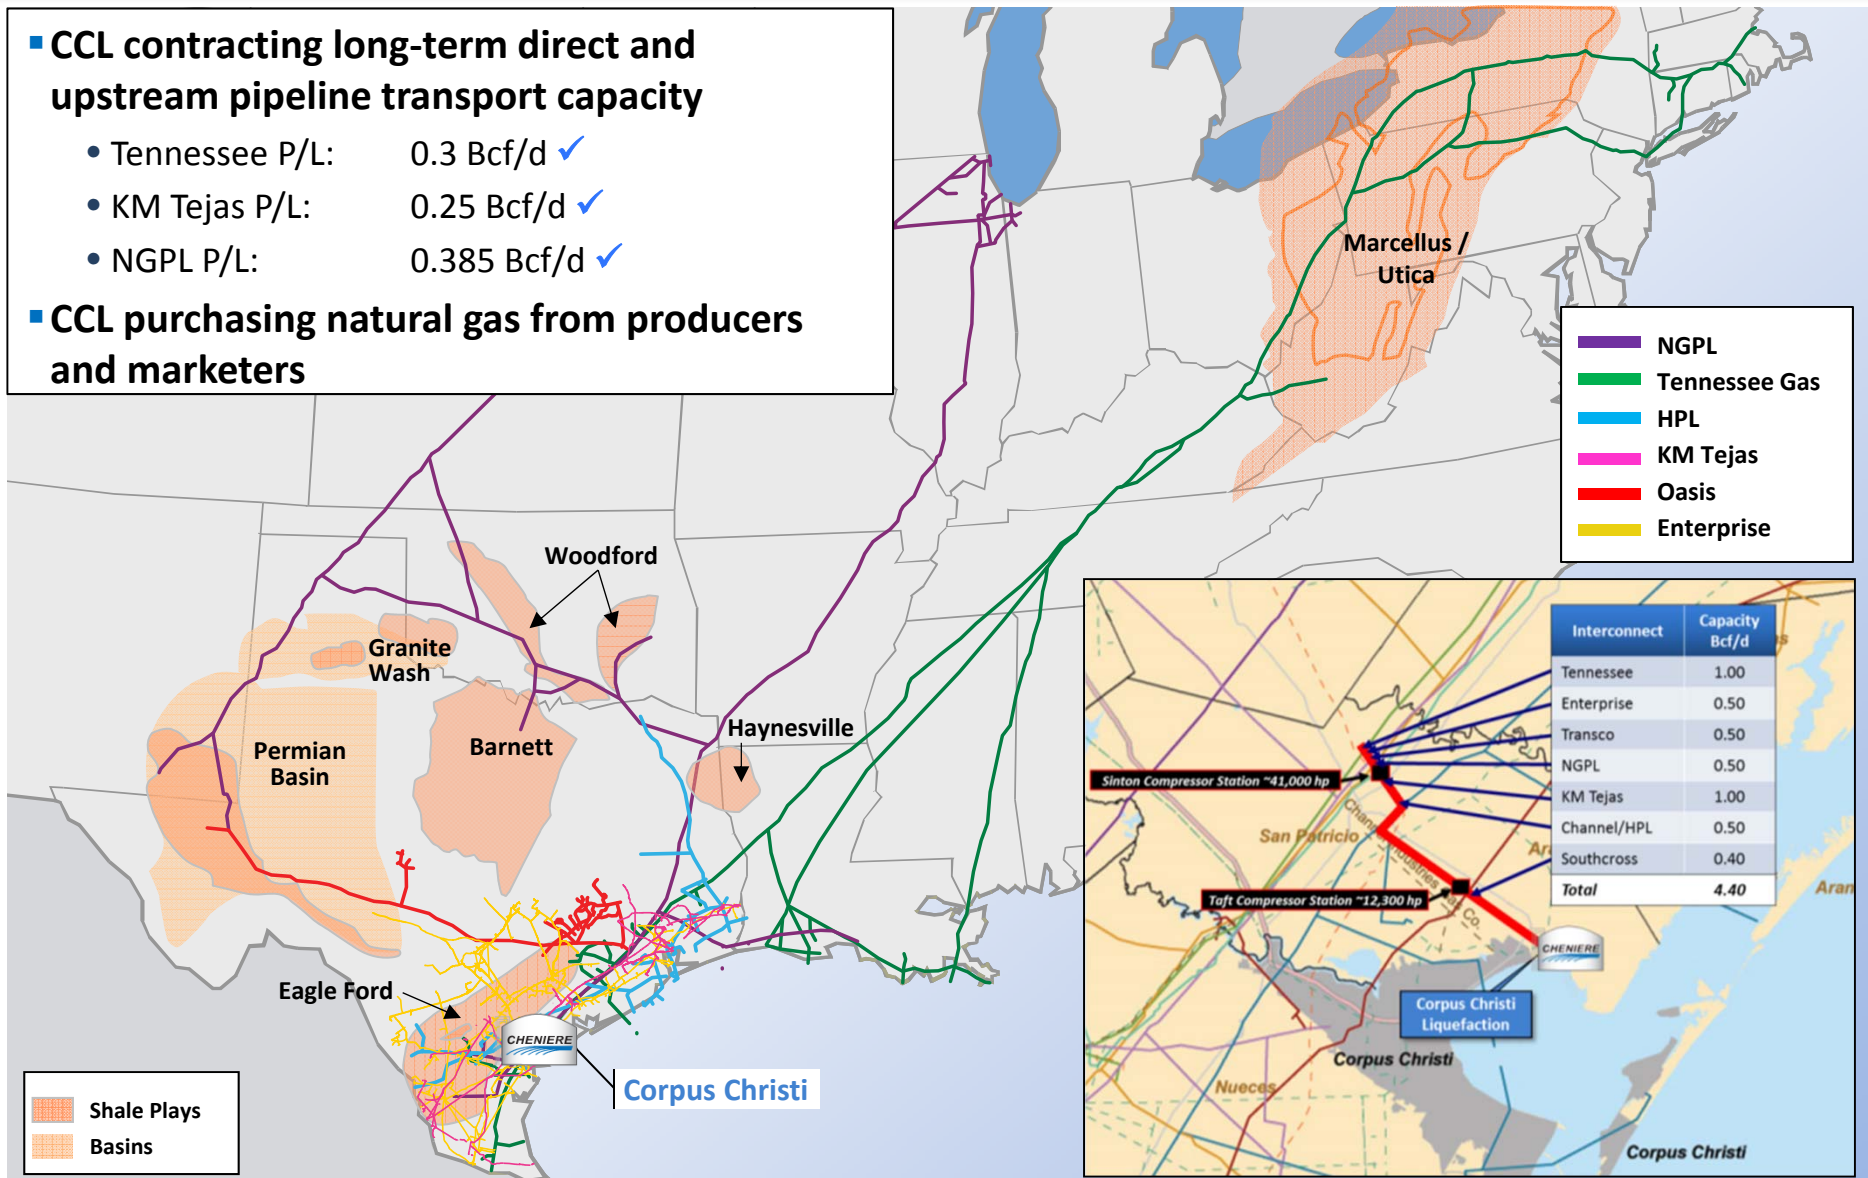 CCL contracting long-term direct and
upstream pipeline transport capacity
• Tennessee P/L: 0.3 Bcf/d ✓
• KM Tejas P/L: 0.25 Bcf/d ✓
• NGPL P/L: 0.385 Bcf/d ✓
CCL purchasing natural gas from producers
and marketers
Marcellus /
Utica
NGPL
Tennessee Gas
HPL
KM Tejas
Oasis
Enterprise
Woodford
Granite
Wash
Haynesville
Permian
Basin
Barnett
Eagle Ford
CHENIERE
Corpus Christi
Shale Plays
Basins
Interconnect Capacity
Bcf/d
Tennessee 1.00
Enterprise 0.50
Transco 0.50
NGPL 0.50
KM Tejas 1.00
Channel/HPL 0.50
Southcross 0.40
Total 4.40
Sinton Compressor Station ~41,000 hp
San Patricio
Taft Compressor Station ~12,300 hp
Aran
CHENIERE
Corpus Christi
Liquefaction
Corpus Christi
Nueces
Corpus Christi